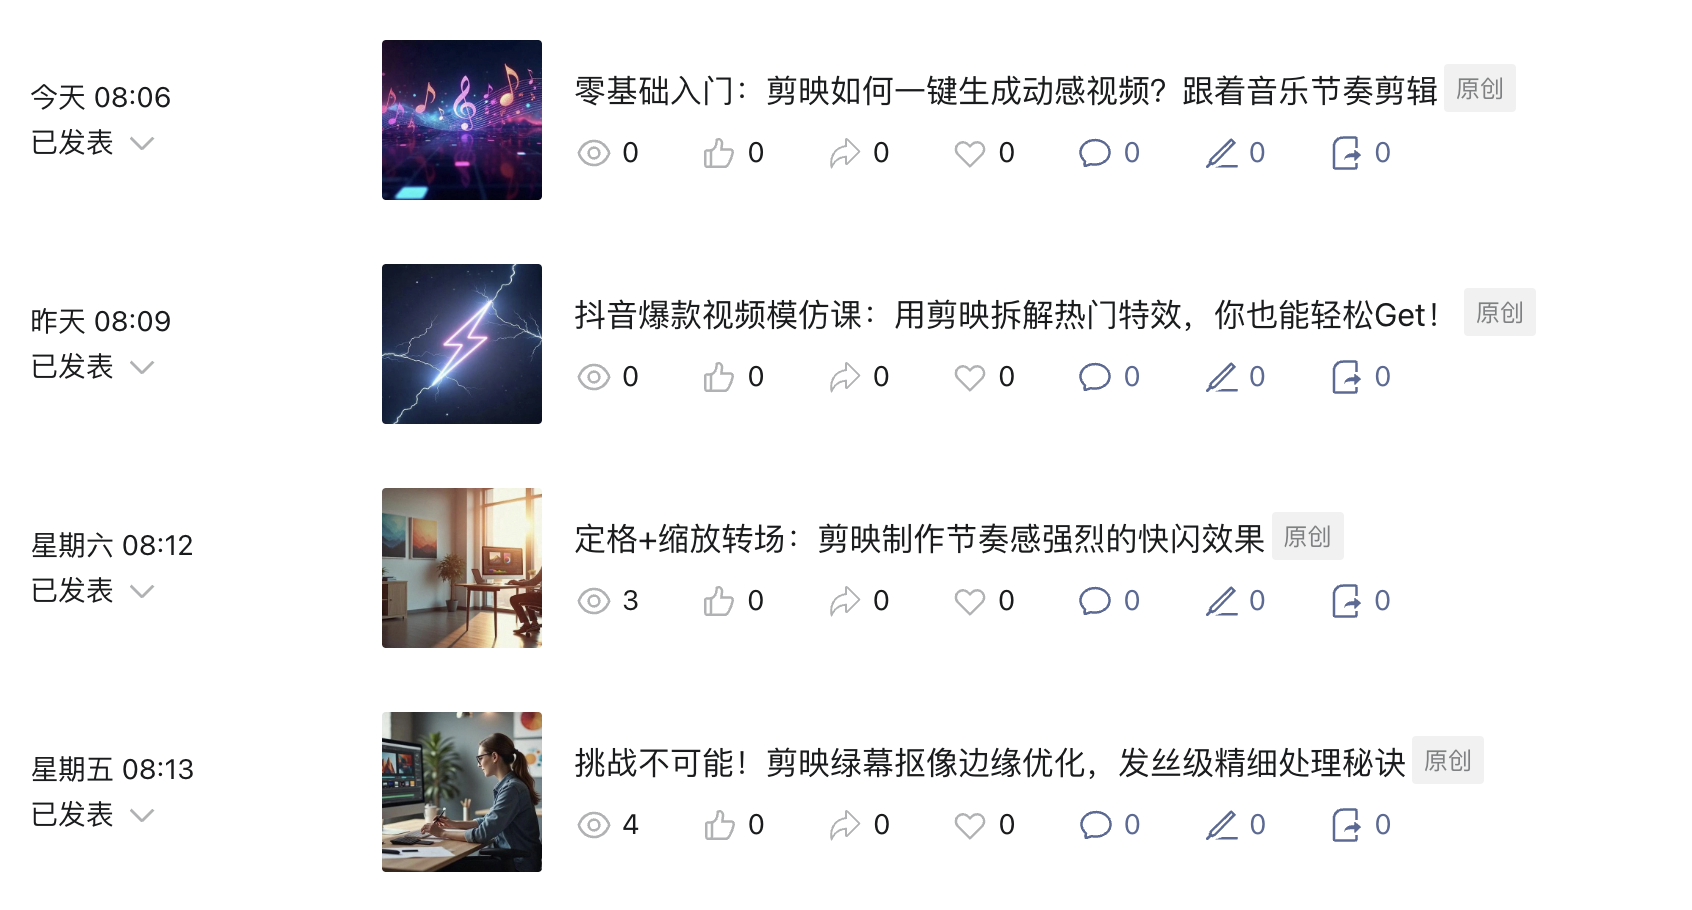 今天 08:06
已发表
零基础入门：剪映如何一键生成动感视频？跟着音乐节奏剪辑 原创
0 0 0 0 0 0 0
昨天 08:09
已发表
抖音爆款视频模仿课：用剪映拆解热门特效，你也能轻松Get！ 原创
0 0 0 0 0 0 0
星期六 08:12
已发表
定格+缩放转场：剪映制作节奏感强烈的快闪效果 原创
3 0 0 0 0 0 0
星期五 08:13
已发表
挑战不可能！剪映绿幕抠像边缘优化，发丝级精细处理秘诀 原创
4 0 0 0 0 0 0